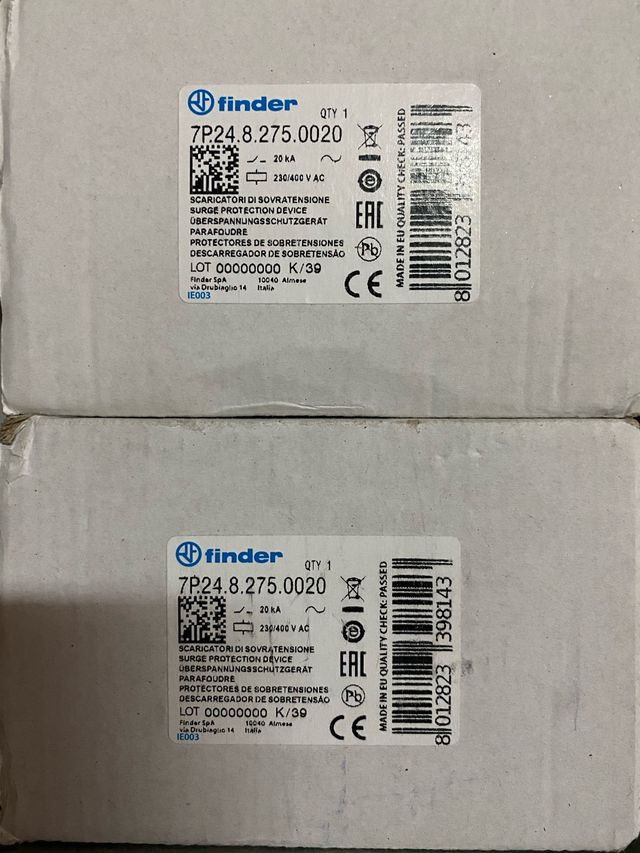 finder
QTY 1
7P.24.8.275.0020
20 kA
230/400 V AC
SCARICATORI DI SOVRATENSIONE
SURGE PROTECTION DEVICE
ÜBERSPANNUNGSSCHUTZGERÄT
PARAFOUDRE
PROTECTORES DE SOBRETENSIONES
DESCARREGADOR DE SOBRETENSÃO
LOT 00000000 K/39
Finder SpA 10040 Almese
via Drubiaglio 14 Italia
IE003
EAC
Pb
CE
MADE IN EU QUALITY CHECK: PASSED
8 012823
finder
QTY 1
7P.24.8.275.0020
20 kA
230/400 V AC
SCARICATORI DI SOVRATENSIONE
SURGE PROTECTION DEVICE
ÜBERSPANNUNGSSCHUTZGERÄT
PARAFOUDRE
PROTECTORES DE SOBRETENSIONES
DESCARREGADOR DE SOBRETENSÃO
LOT 00000000 K/39
Finder SpA 10040 Almese
via Drubiaglio 14 Italia
IE003
EAC
Pb
CE
MADE IN EU QUALITY CHECK: PASSED
8 012823 398143